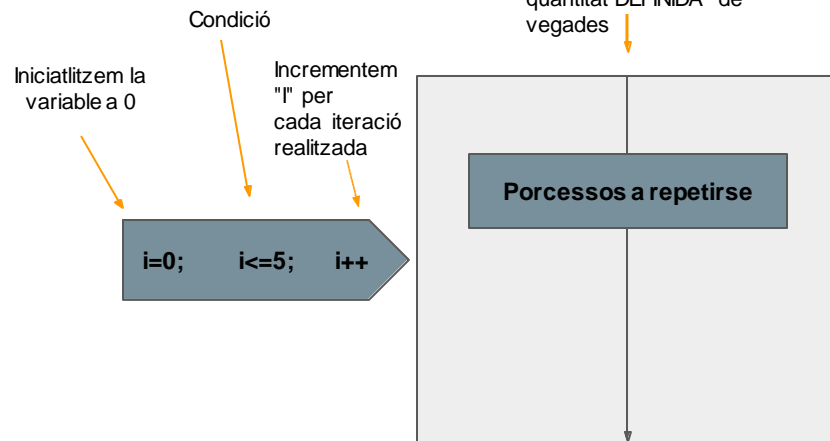 quantitat DEFINIDA de
vegades
Condició
Iniciatlitzem la
variable a 0
Incrementem
"I" per
cada iteració
realitzada
Porcessos a repetirse
i=0; i<=5; i++